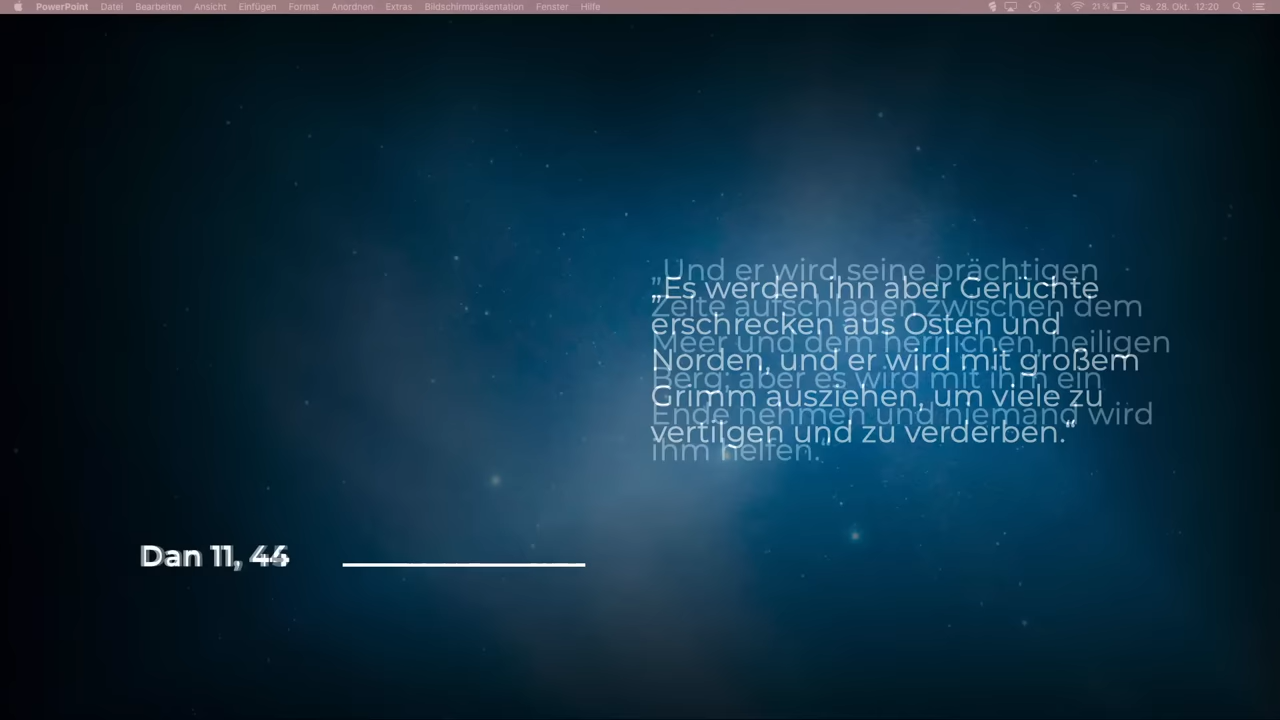 PowerPoint Datei Bearbeiten Ansicht Einfügen Format Anordnen Extras Bildschirmpräsentation Fenster Hilfe 21 % Sa. 28. Okt. 12:20
„Und er wird seine prächtigen
Zelte aufschlagen zwischen dem
Meer und dem herrlichen, heiligen
Berg; aber es wird mit ihm ein
Ende nehmen und niemand wird
ihm helfen.“
„Es werden ihn aber Gerüchte
erschrecken aus Osten und
Norden, und er wird mit großem
Grimm ausziehen, um viele zu
vertilgen und zu verderben.“
Dan 11, 44